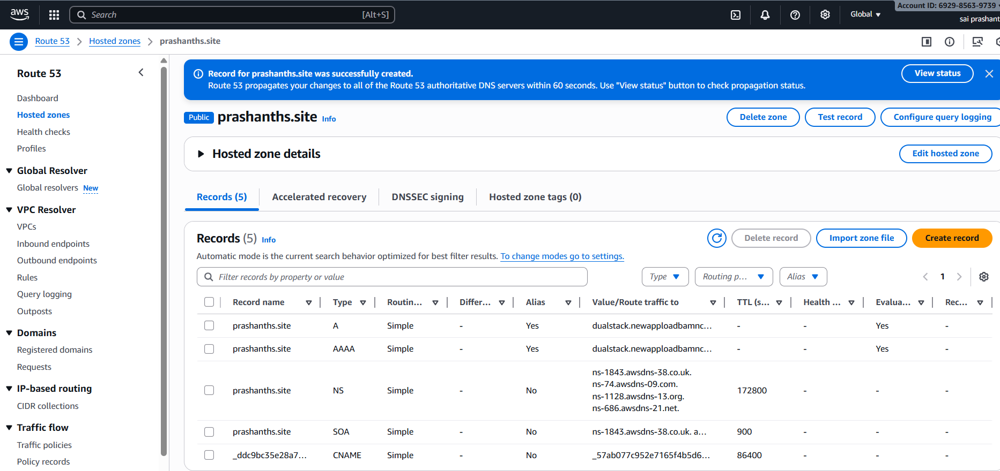 aws
Search
[Alt+S]
Global
Account ID: 6929-8563-9739
sai prashant
Route 53
Hosted zones
prashanths.site
Route 53
Dashboard
Hosted zones
Health checks
Profiles
Global Resolver
Global resolvers New
VPC Resolver
VPCs
Inbound endpoints
Outbound endpoints
Rules
Query logging
Outposts
Domains
Registered domains
Requests
IP-based routing
CIDR collections
Traffic flow
Traffic policies
Policy records
Record for prashanths.site was successfully created.
Route 53 propagates your changes to all of the Route 53 authoritative DNS servers within 60 seconds. Use "View status" button to check propagation status.
View status
Public prashanths.site Info
Delete zone
Test record
Configure query logging
Hosted zone details
Edit hosted zone
Records (5)
Accelerated recovery
DNSSEC signing
Hosted zone tags (0)
Records (5) Info
Delete record
Import zone file
Create record
Automatic mode is the current search behavior optimized for best filter results. To change modes go to settings.
Filter records by property or value
Type
Routing p...
Alias
1
Record name Type Routin... Differ... Alias Value/Route traffic to TTL (s... Health ... Evalua... Rec...
prashanths.site A Simple - Yes dualstack.newapploadbamnc... - - Yes -
prashanths.site AAAA Simple - Yes dualstack.newapploadbamnc... - - Yes -
ns-1843.awsdns-38.co.uk.
ns-74.awsdns-09.com.
prashanths.site NS Simple - No 172800 - - -
ns-1128.awsdns-13.org.
ns-686.awsdns-21.net.
prashanths.site SOA Simple - No ns-1843.awsdns-38.co.uk. a... 900 - - -
_ddc9bc35e28a7... CNAME Simple - No _57ab077c952e7165f4b5d6... 86400 - - -